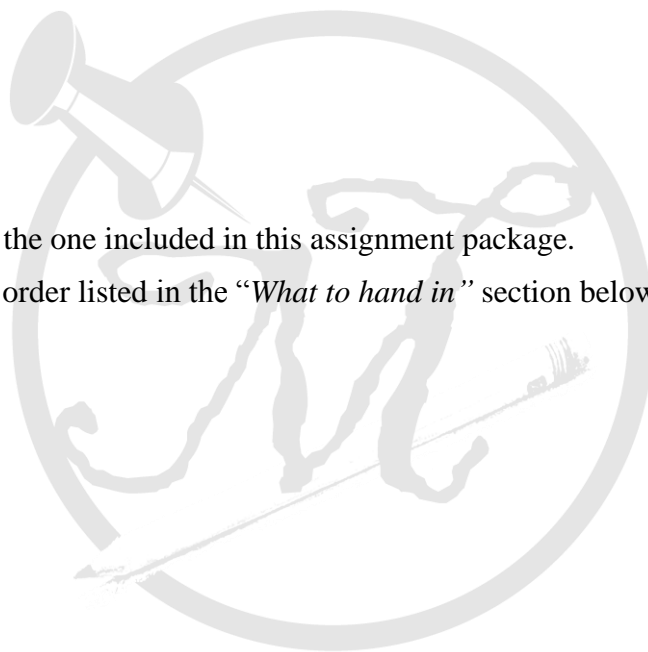 the one included in this assignment package.
order listed in the “What to hand in” section below